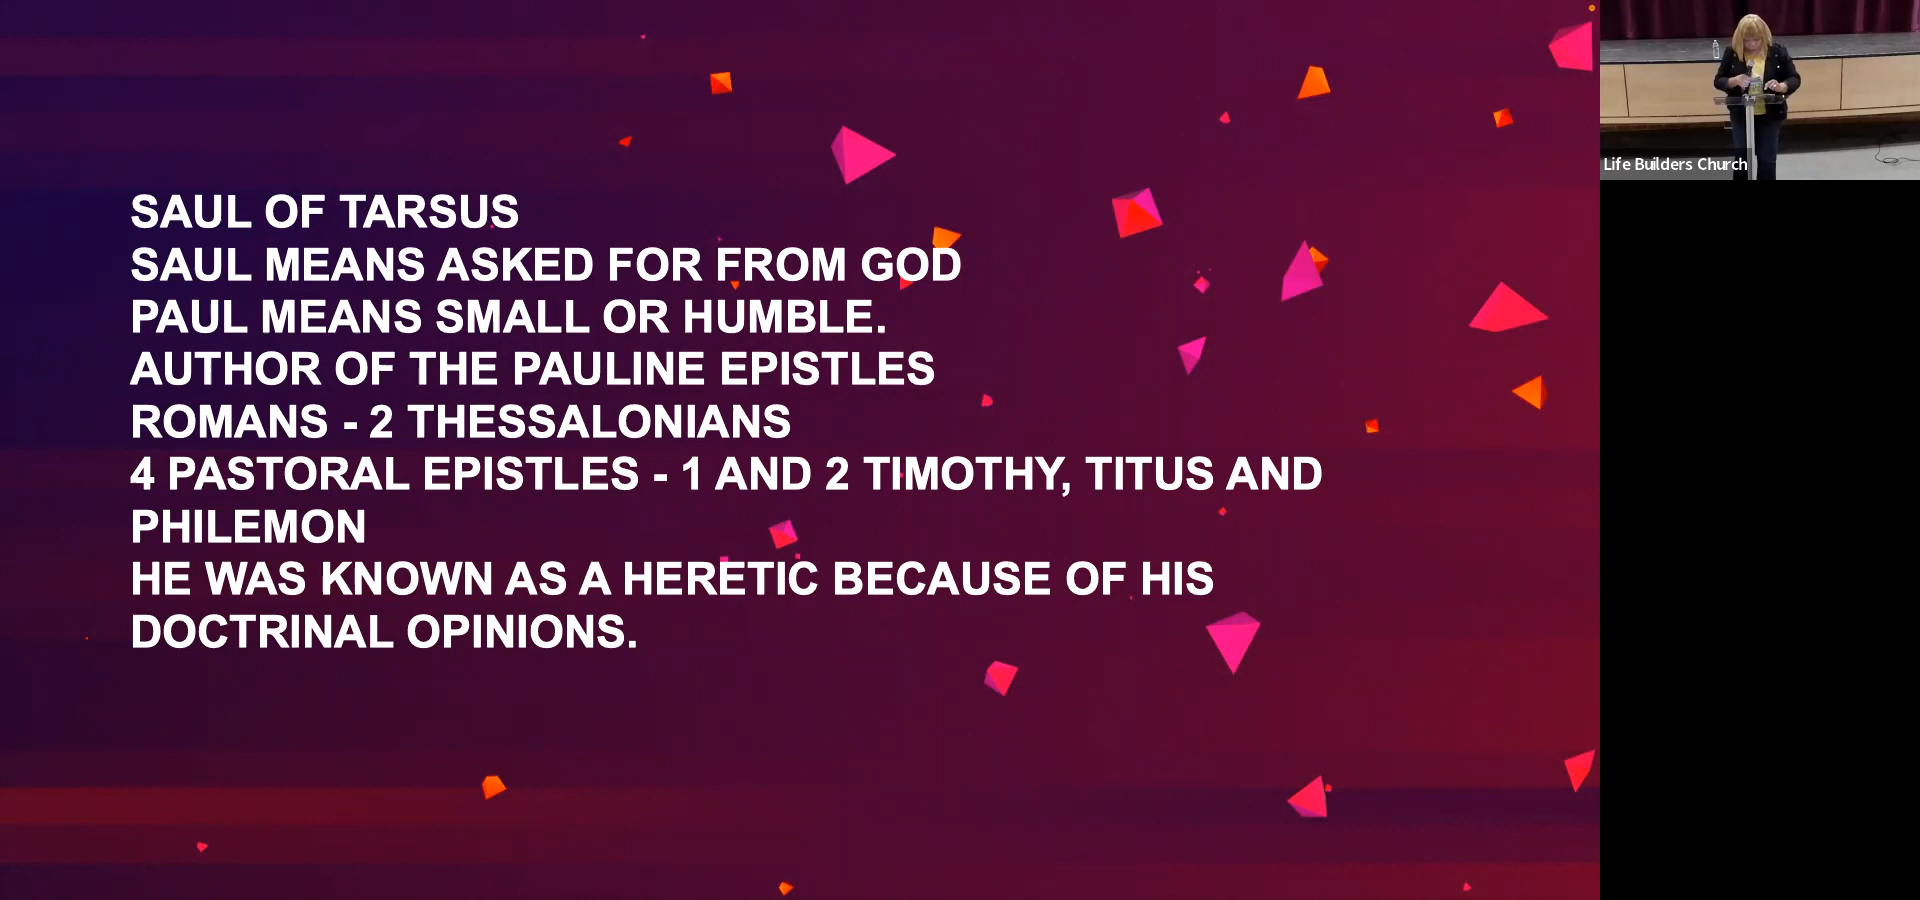 SAUL OF TARSUS
SAUL MEANS ASKED FOR FROM GOD
PAUL MEANS SMALL OR HUMBLE.
AUTHOR OF THE PAULINE EPISTLES
ROMANS - 2 THESSALONIANS
4 PASTORAL EPISTLES - 1 AND 2 TIMOTHY, TITUS AND
PHILEMON
HE WAS KNOWN AS A HERETIC BECAUSE OF HIS
DOCTRINAL OPINIONS.
Life Builders Church